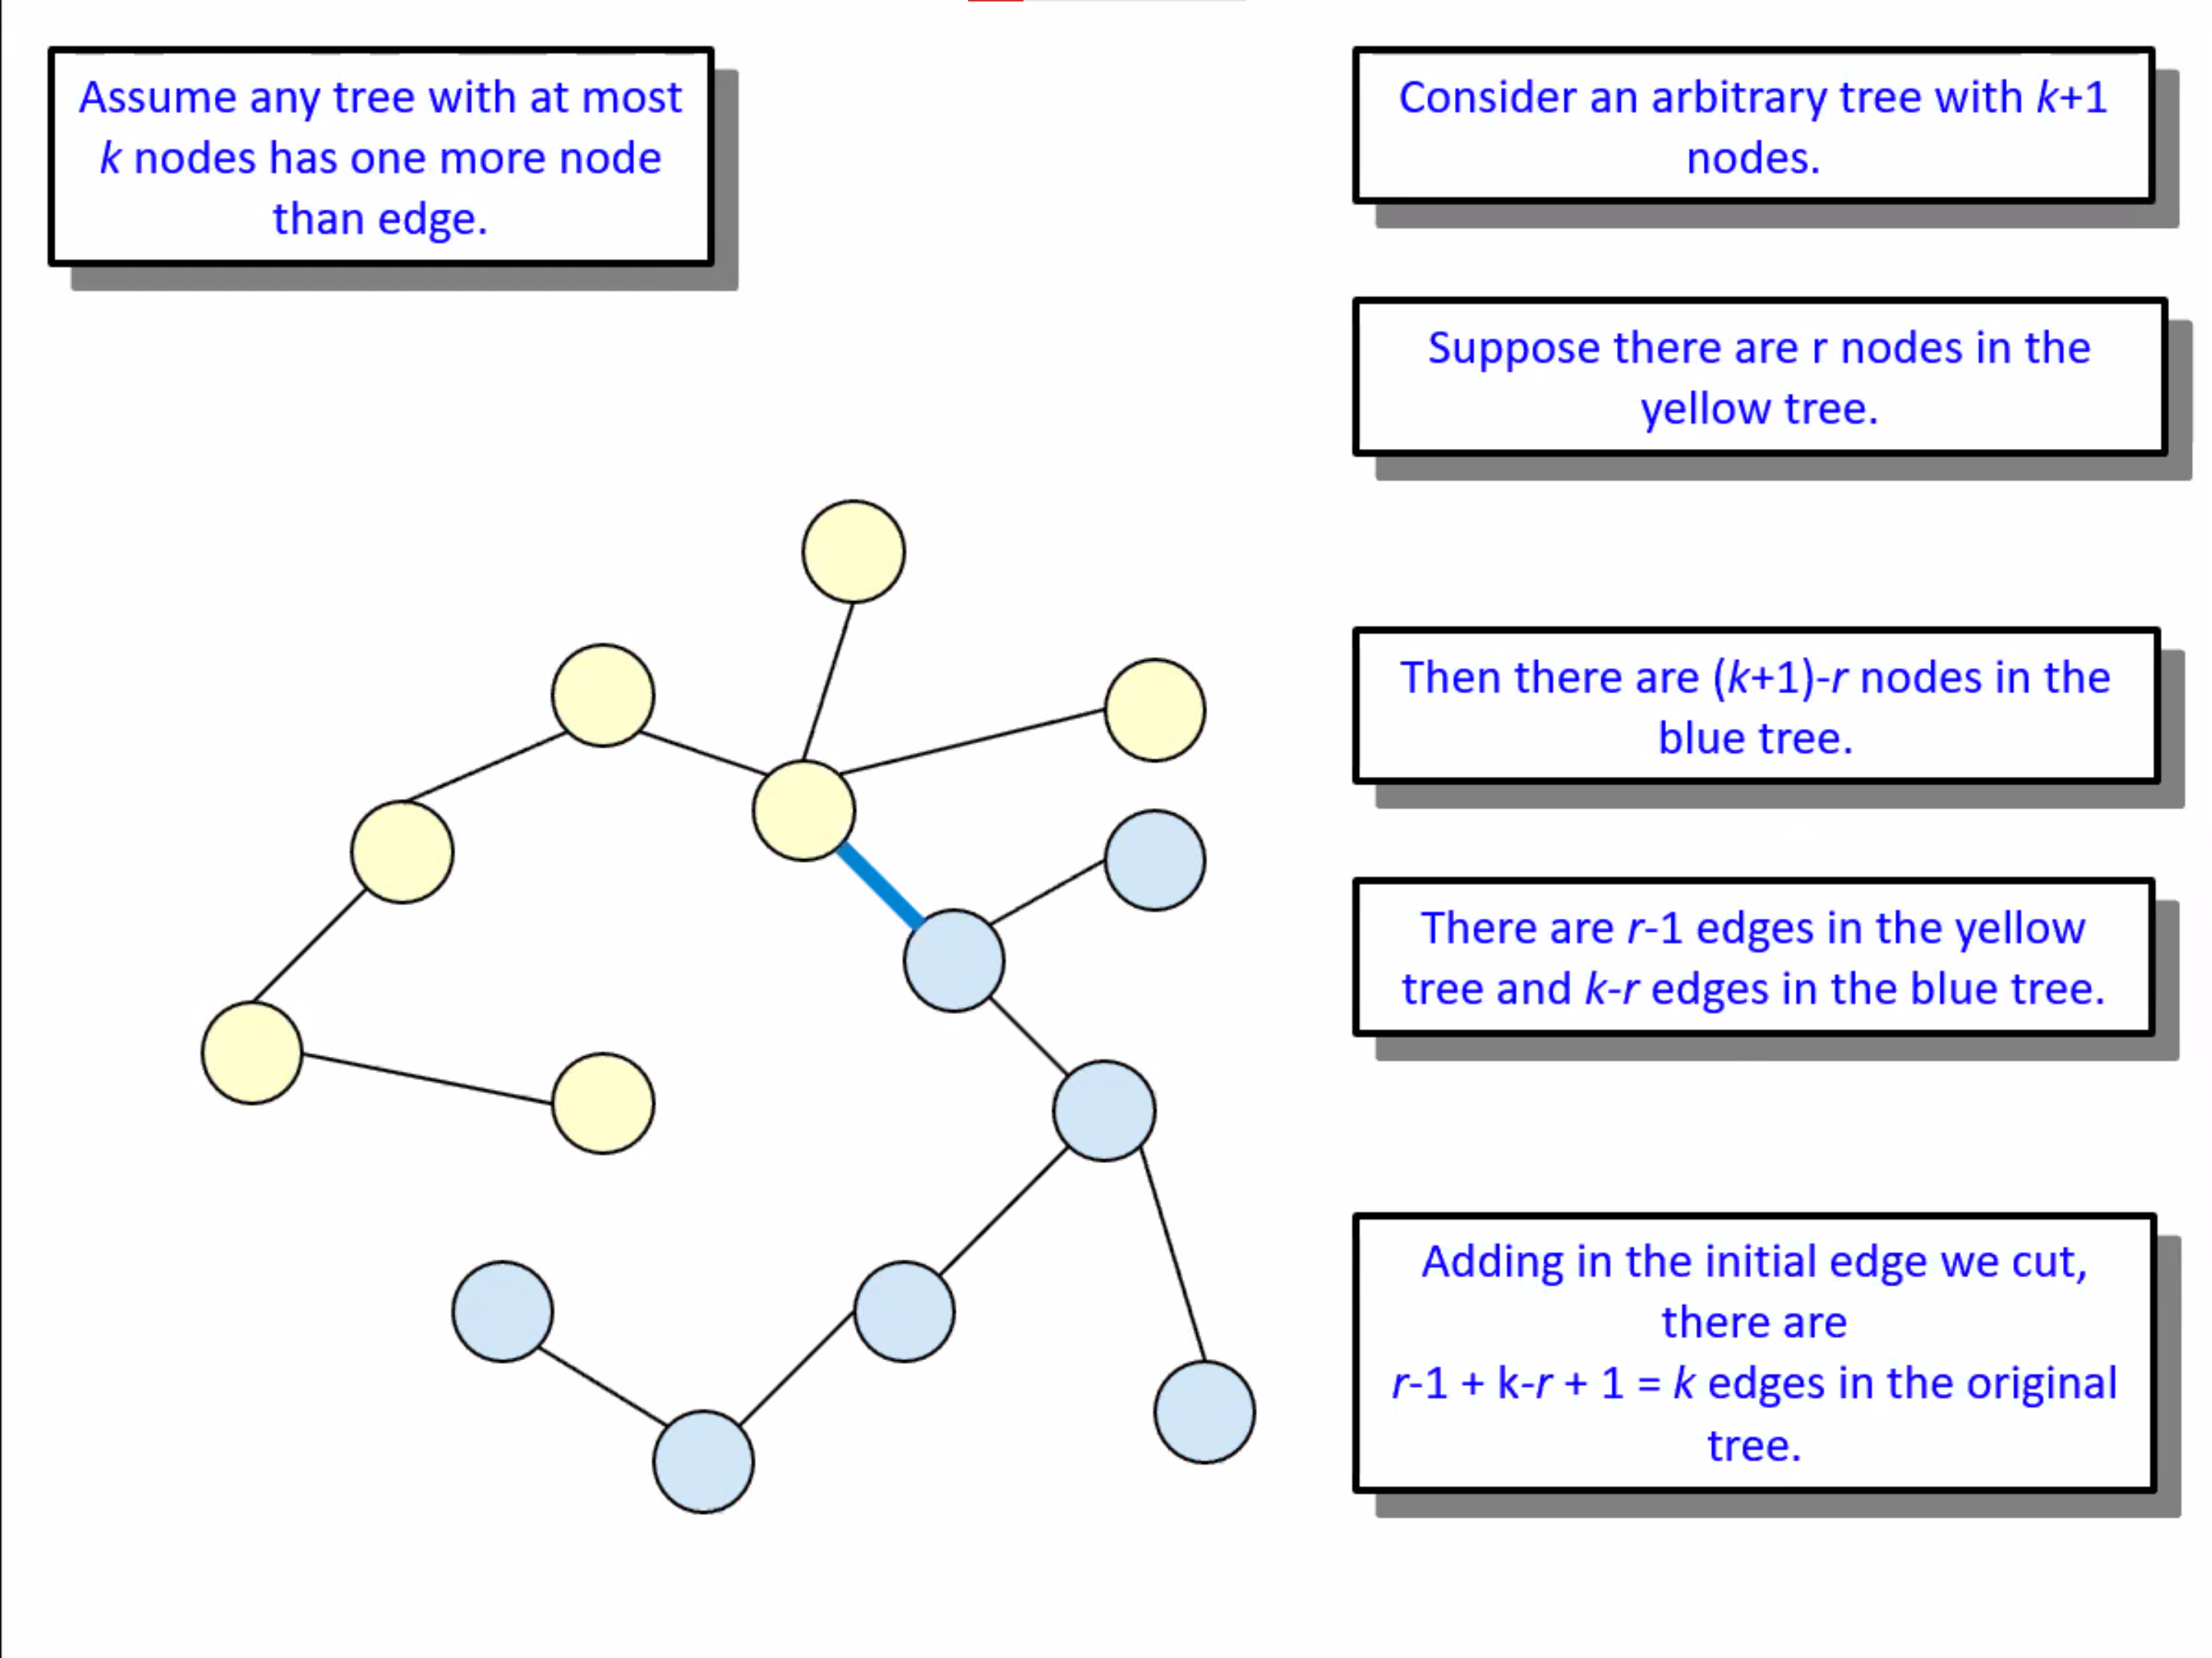 Assume any tree with at most
k nodes has one more node
than edge.
Consider an arbitrary tree with k+1
nodes.
Suppose there are r nodes in the
yellow tree.
Then there are (k+1)-r nodes in the
blue tree.
There are r-1 edges in the yellow
tree and k-r edges in the blue tree.
Adding in the initial edge we cut,
there are
r-1 + k-r + 1 = k edges in the original
tree.